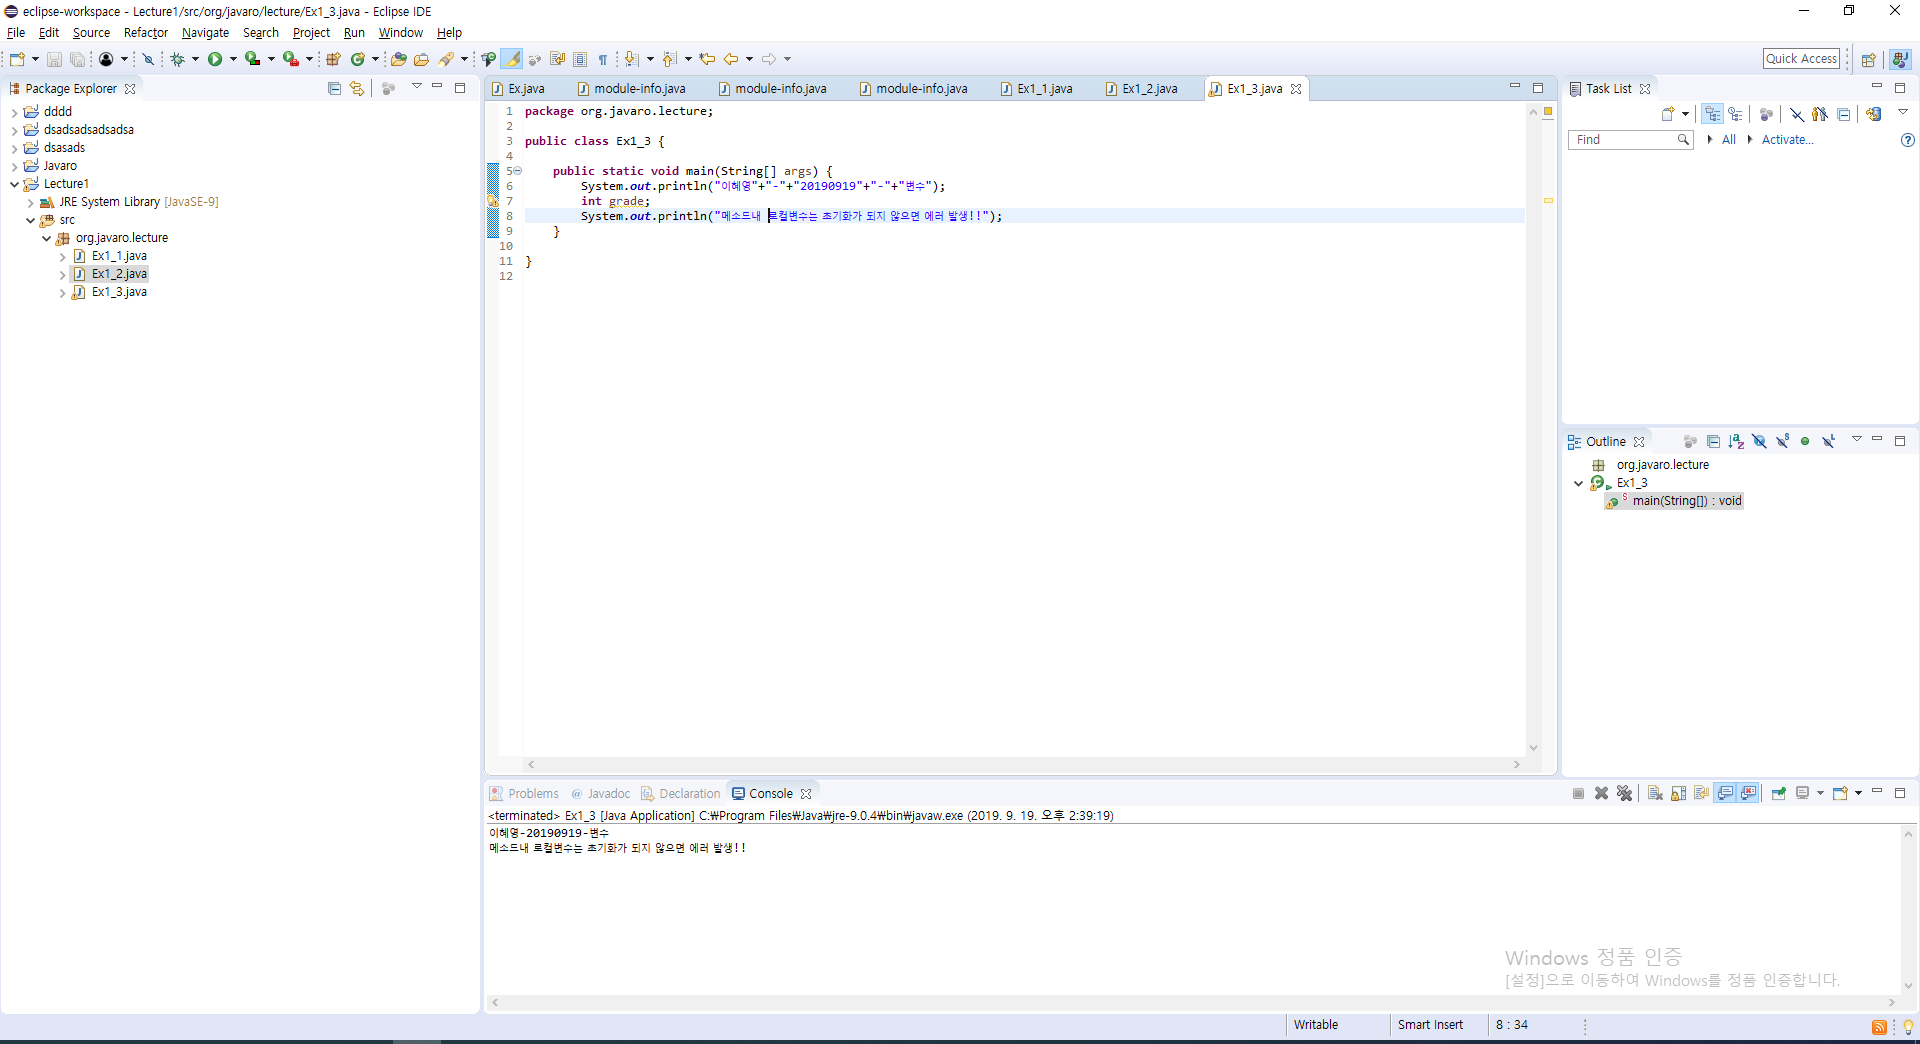 eclipse-workspace - Lecture1/src/org/javaro/lecture/Ex1_3.java - Eclipse IDE
File Edit Source Refactor Navigate Search Project Run Window Help
Quick Access
Package Explorer
dddd
dsadsadsadsadsa
dsasads
Javaro
Lecture1
JRE System Library [JavaSE-9]
src
org.javaro.lecture
Ex1_1.java
Ex1_2.java
Ex1_3.java
Ex.java module-info.java module-info.java module-info.java Ex1_1.java Ex1_2.java Ex1_3.java
1 package org.javaro.lecture;
2
3 public class Ex1_3 {
4
5 public static void main(String[] args) {
6 System.out.println("이혜영"+"-"+"20190919"+"-"+"변수");
7 int grade;
8 System.out.println("메소드내 로컬변수는 초기화가 되지 않으면 에러 발생!!");
9 }
10
11 }
12
Task List
Find All Activate...
Outline
org.javaro.lecture
Ex1_3
main(String[]) : void
Problems @ Javadoc Declaration Console
<terminated> Ex1_3 [Java Application] C:₩Program Files₩Java₩jre-9.0.4₩bin₩javaw.exe (2019. 9. 19. 오후 2:39:19)
이혜영-20190919-변수
메소드내 로컬변수는 초기화가 되지 않으면 에러 발생!!
Windows 정품 인증
[설정]으로 이동하여 Windows를 정품 인증합니다.
Writable Smart Insert 8 : 34